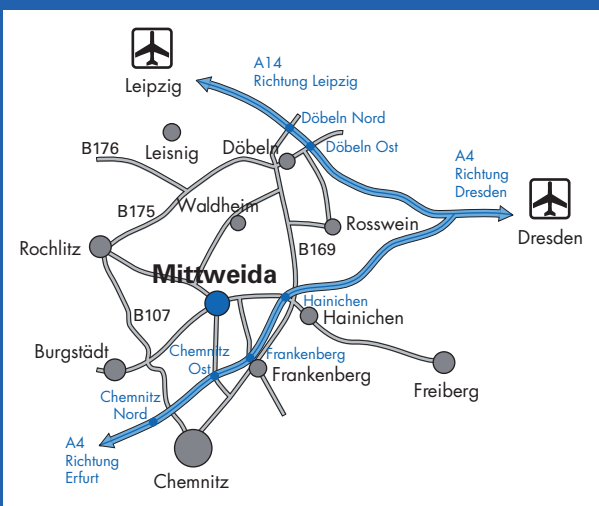 A14
Richtung Leipzig
Leipzig
Döbeln Nord
B176
Leisnig
Döbeln
Döbeln Ost
A4
Richtung
Dresden
B175
Waldheim
Rosswein
Dresden
Rochlitz
B169
Mittweida
Hainichen
B107
Hainichen
Burgstädt
Chemnitz
Ost
Frankenberg
Frankenberg
Freiberg
Chemnitz
Nord
A4
Richtung
Erfurt
Chemnitz